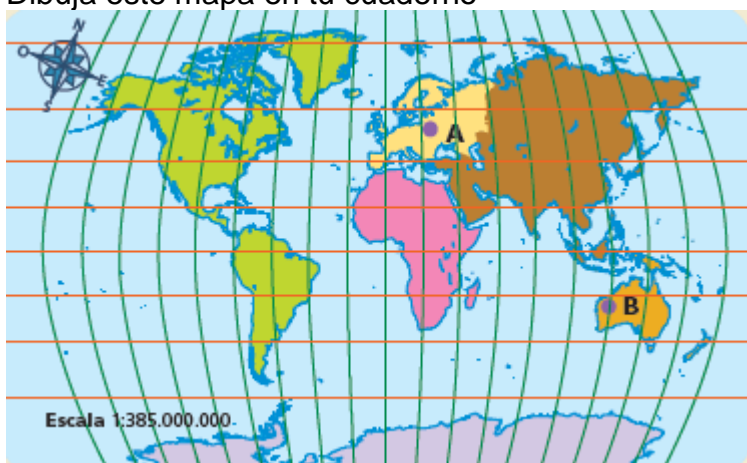 Dibuja este mapa en tu cuaderno
N
O
E
S
A
B
Escala 1:385.000.000